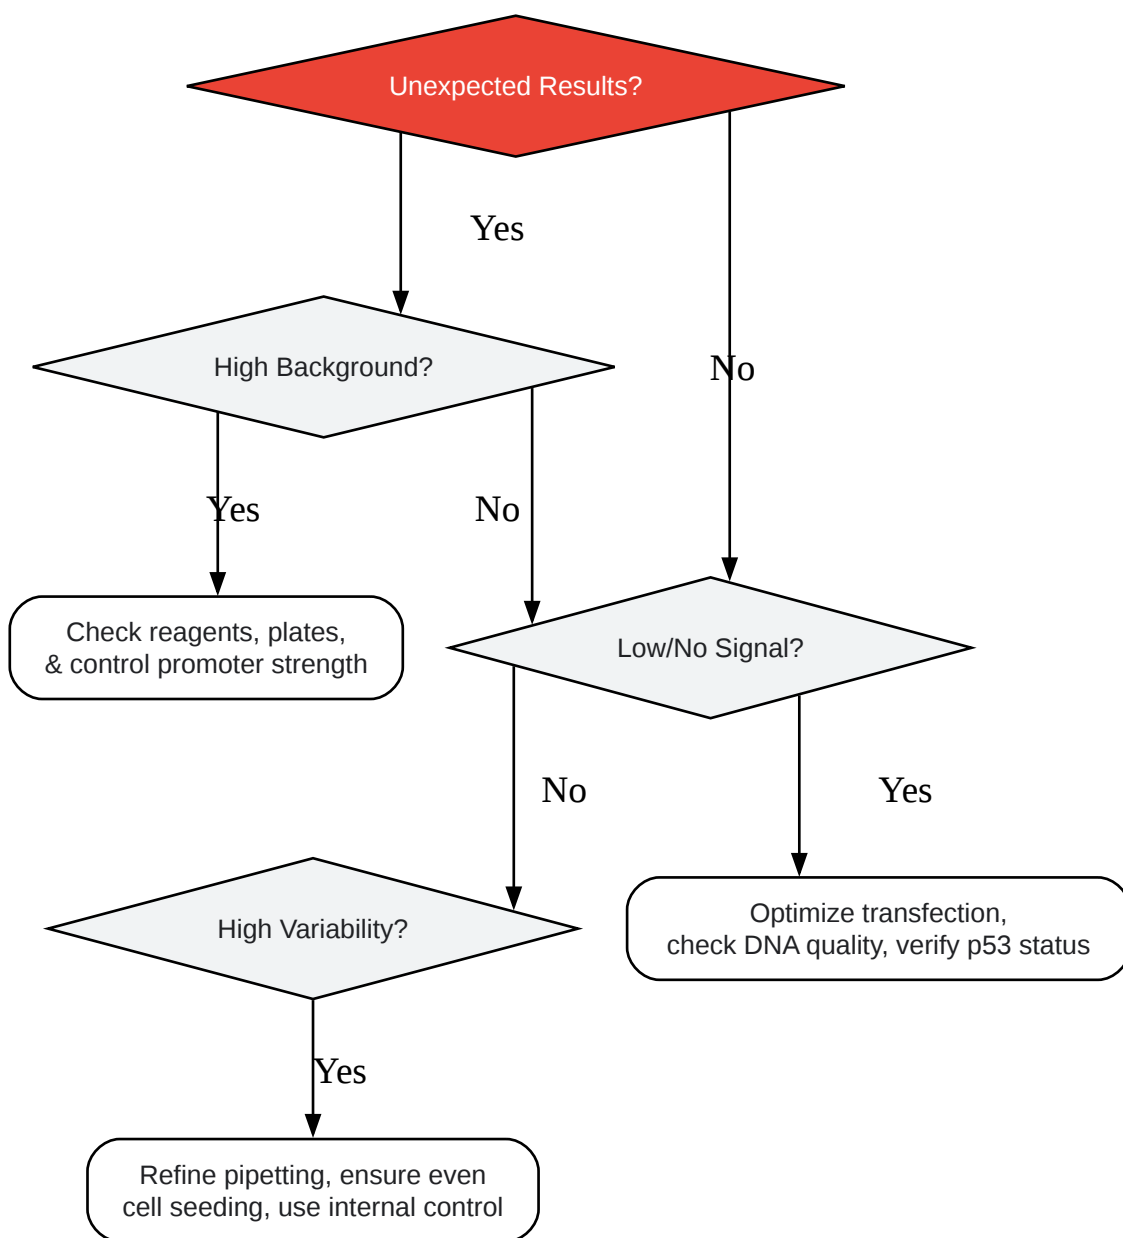 Unexpected Results?
Yes
High Background?
No
Yes
No
Check reagents, plates,
& control promoter strength
Low/No Signal?
No
Yes
High Variability?
Optimize transfection,
check DNA quality, verify p53 status
Yes
Refine pipetting, ensure even
cell seeding, use internal control